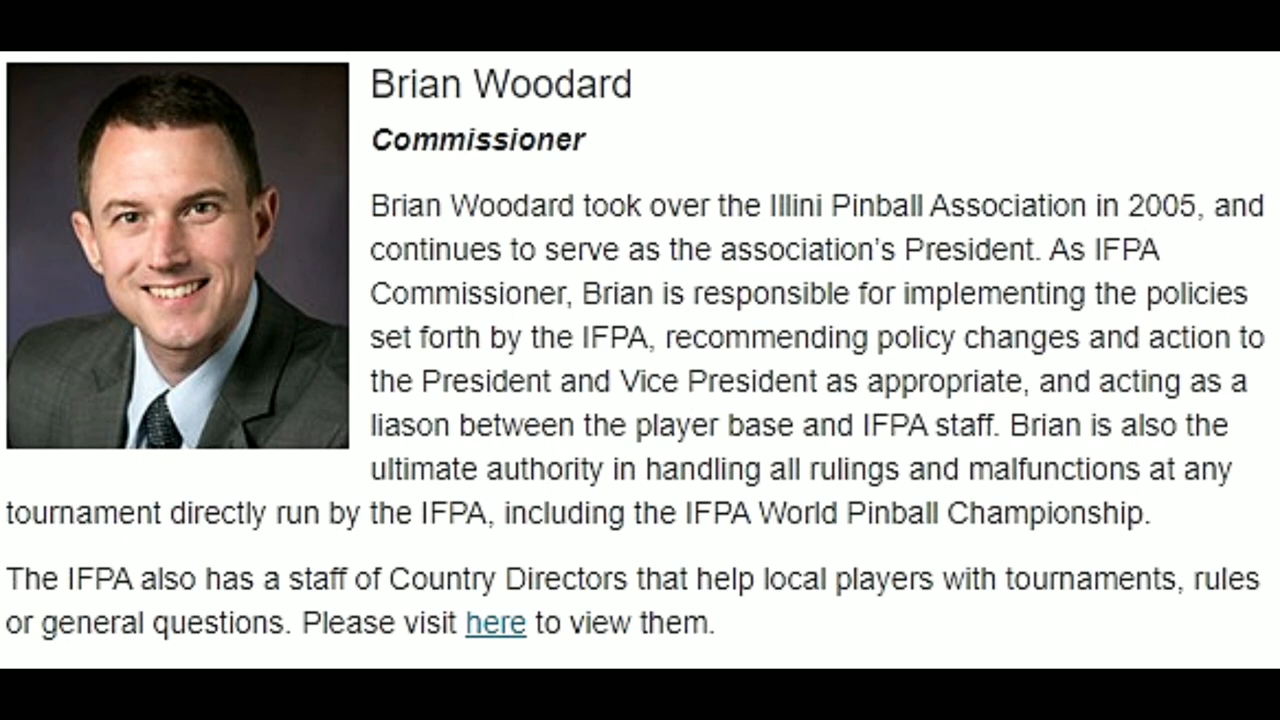 Brian Woodard
Commissioner
Brian Woodard took over the Illini Pinball Association in 2005, and
continues to serve as the association's President. As IFPA
Commissioner, Brian is responsible for implementing the policies
set forth by the IFPA, recommending policy changes and action to
the President and Vice President as appropriate, and acting as a
liason between the player base and IFPA staff. Brian is also the
ultimate authority in handling all rulings and malfunctions at any
tournament directly run by the IFPA, including the IFPA World Pinball Championship.
The IFPA also has a staff of Country Directors that help local players with tournaments, rules
or general questions. Please visit here to view them.